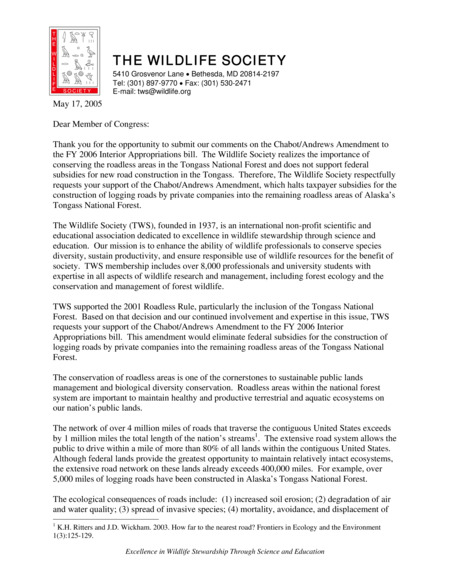 THE WILDLIFE
SOCIETY
THE WILDLIFE SOCIETY
5410 Grosvenor Lane • Bethesda, MD 20814-2197
Tel: (301) 897-9770 • Fax: (301) 530-2471
E-mail: tws@wildlife.org
May 17, 2005
Dear Member of Congress:
Thank you for the opportunity to submit our comments on the Chabot/Andrews Amendment to
the FY 2006 Interior Appropriations bill.  The Wildlife Society realizes the importance of
conserving the roadless areas in the Tongass National Forest and does not support federal
subsidies for new road construction in the Tongass.  Therefore, The Wildlife Society respectfully
requests your support of the Chabot/Andrews Amendment, which halts taxpayer subsidies for the
construction of logging roads by private companies into the remaining roadless areas of Alaska's
Tongass National Forest.
The Wildlife Society (TWS), founded in 1937, is an international non-profit scientific and
educational association dedicated to excellence in wildlife stewardship through science and
education.  Our mission is to enhance the ability of wildlife professionals to conserve species
diversity, sustain productivity, and ensure responsible use of wildlife resources for the benefit of
society.  TWS membership includes over 8,000 professionals and university students with
expertise in all aspects of wildlife research and management, including forest ecology and the
conservation and management of forest wildlife.
TWS supported the 2001 Roadless Rule, particularly the inclusion of the Tongass National
Forest.  Based on that decision and our continued involvement and expertise in this issue, TWS
requests your support of the Chabot/Andrews Amendment to the FY 2006 Interior
Appropriations bill.  This amendment would eliminate federal subsidies for the construction of
logging roads by private companies into the remaining roadless areas of the Tongass National
Forest.
The conservation of roadless areas is one of the cornerstones to sustainable public lands
management and biological diversity conservation.  Roadless areas within the national forest
system are important to maintain healthy and productive terrestrial and aquatic ecosystems on
our nation's public lands.
The network of over 4 million miles of roads that traverse the contiguous United States exceeds
by 1 million miles the total length of the nation's streams1.  The extensive road system allows the
public to drive within a mile of more than 80% of all lands within the contiguous United States.
Although federal lands provide the greatest opportunity to maintain relatively intact ecosystems,
the extensive road network on these lands already exceeds 400,000 miles.  For example, over
5,000 miles of logging roads have been constructed in Alaska's Tongass National Forest.
The ecological consequences of roads include:  (1) increased soil erosion; (2) degradation of air
and water quality; (3) spread of invasive species; (4) mortality, avoidance, and displacement of
1 K.H. Ritters and J.D. Wickham. 2003. How far to the nearest road? Frontiers in Ecology and the Environment
1(3):125-129.
Excellence in Wildlife Stewardship Through Science and Education